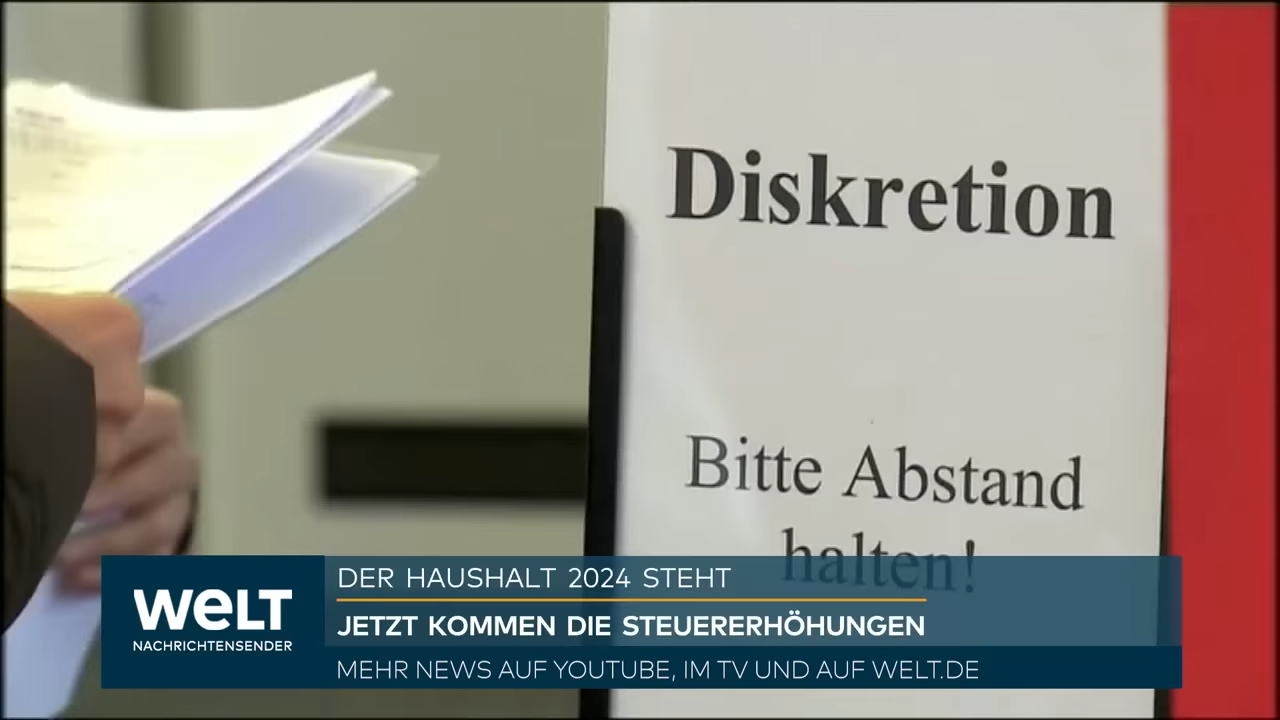 Diskretion
Bitte Abstand
halten!
WELT
NACHRICHTENSENDER
DER HAUSHALT 2024 STEHT
JETZT KOMMEN DIE STEUERERHÖHUNGEN
MEHR NEWS AUF YOUTUBE, IM TV UND AUF WELT.DE